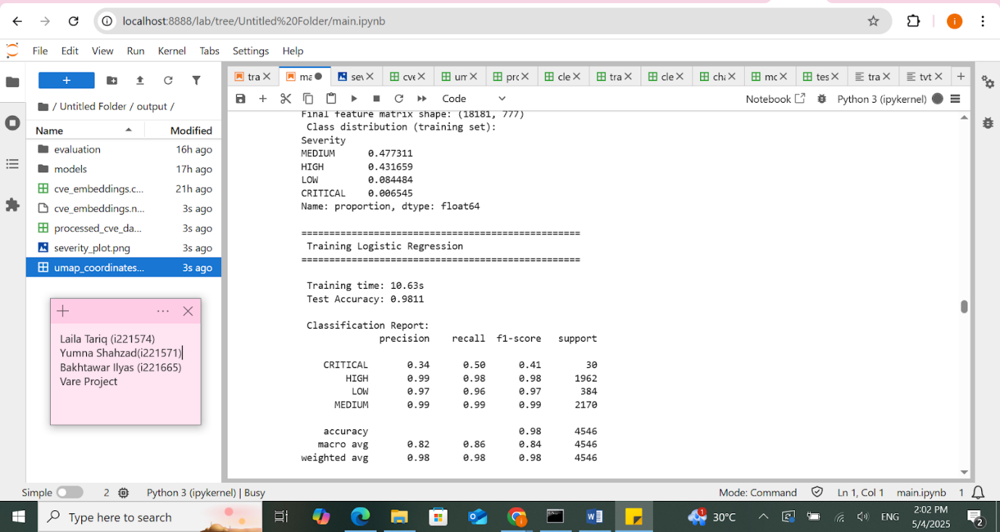 localhost:8888/lab/tree/Untitled%20Folder/main.ipynb
i
File Edit View Run Kernel Tabs Settings Help
+
tra ma sev cve um pro cle tra cle cha mo tes tra tvt +
Code Notebook Python 3 (ipykernel)
/ Untitled Folder / output /
Name Modified
evaluation 16h ago
models 17h ago
cve_embeddings.c... 21h ago
cve_embeddings.n... 3s ago
processed_cve_da... 3s ago
severity_plot.png 3s ago
umap_coordinates... 3s ago
Laila Tariq (i221574)
Yumna Shahzad(i221571)
Bakhtawar Ilyas (i221665)
Vare Project
Final feature matrix shape: (18181, 777)
Class distribution (training set):
Severity
MEDIUM 0.477311
HIGH 0.431659
LOW 0.084484
CRITICAL 0.006545
Name: proportion, dtype: float64
==================================================
Training Logistic Regression
==================================================
Training time: 10.63s
Test Accuracy: 0.9811
Classification Report:
precision recall f1-score support
CRITICAL 0.34 0.50 0.41 30
HIGH 0.99 0.98 0.98 1962
LOW 0.97 0.96 0.97 384
MEDIUM 0.99 0.99 0.99 2170
accuracy 0.98 4546
macro avg 0.82 0.86 0.84 4546
weighted avg 0.98 0.98 0.98 4546
Simple 2 Python 3 (ipykernel) | Busy Mode: Command Ln 1, Col 1 main.ipynb 1
Type here to search 1 30°C ENG 2:02 PM
5/4/2025 2